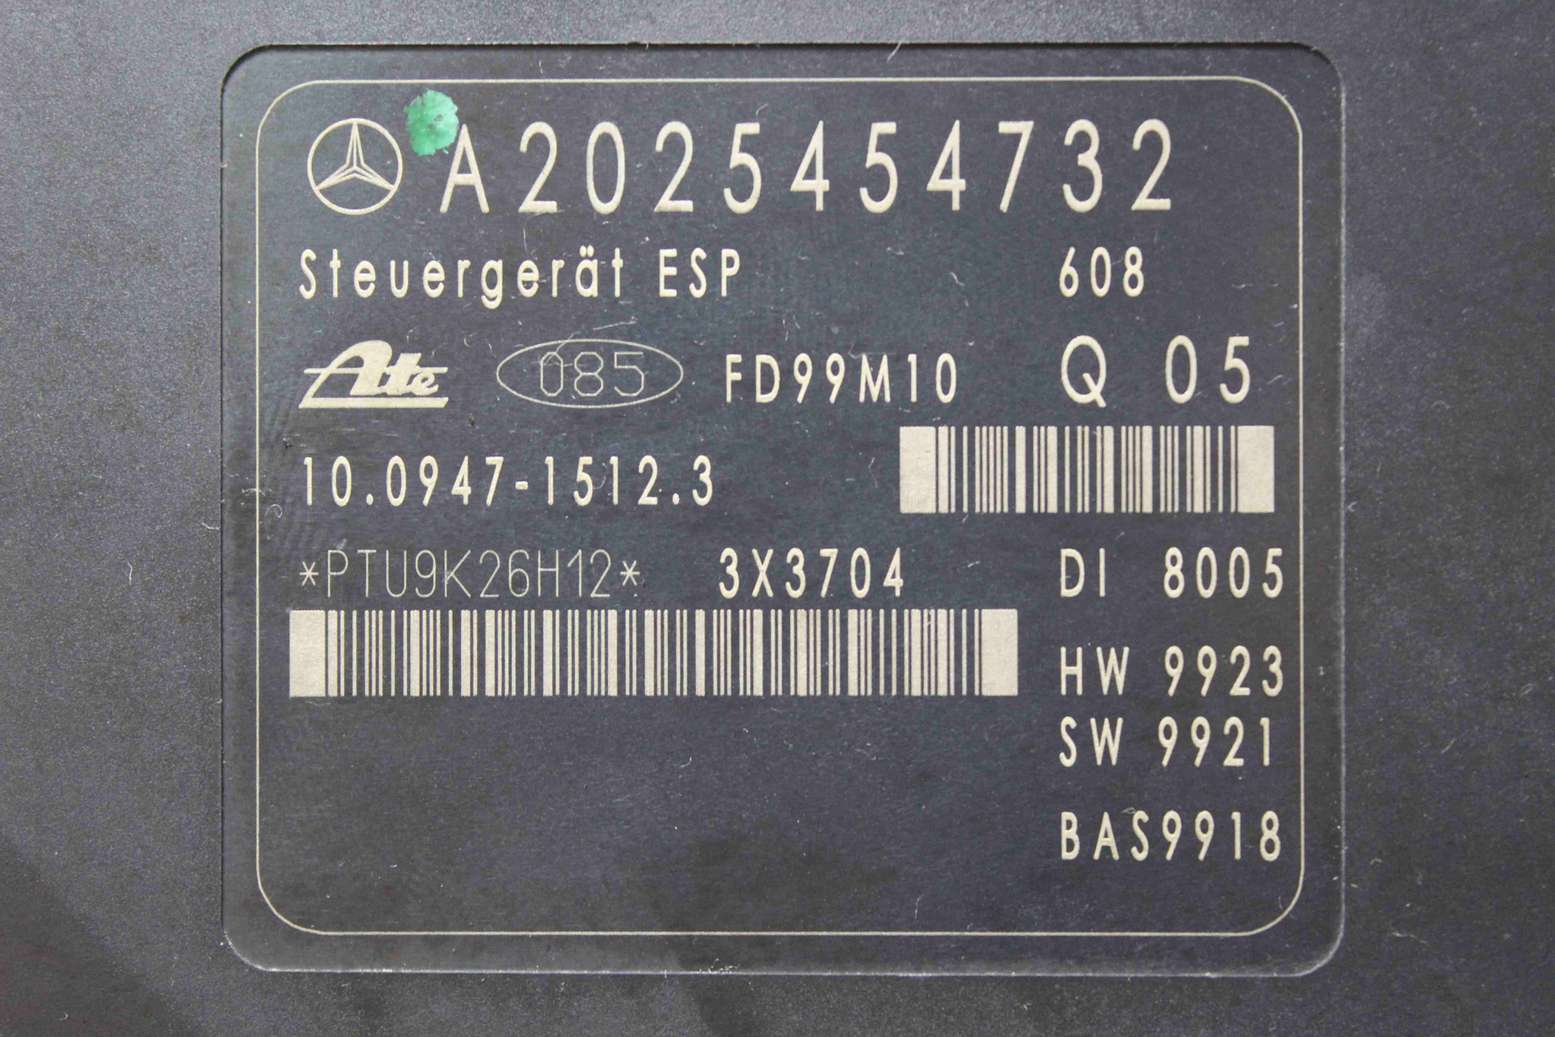 A2025454732
Steuergerät ESP 608
Ate 085 FD99M10 Q 05
10.0947-1512.3
*PTU9K26H12* 3X3704 DI 8005
HW 9923
SW 9921
BAS9918